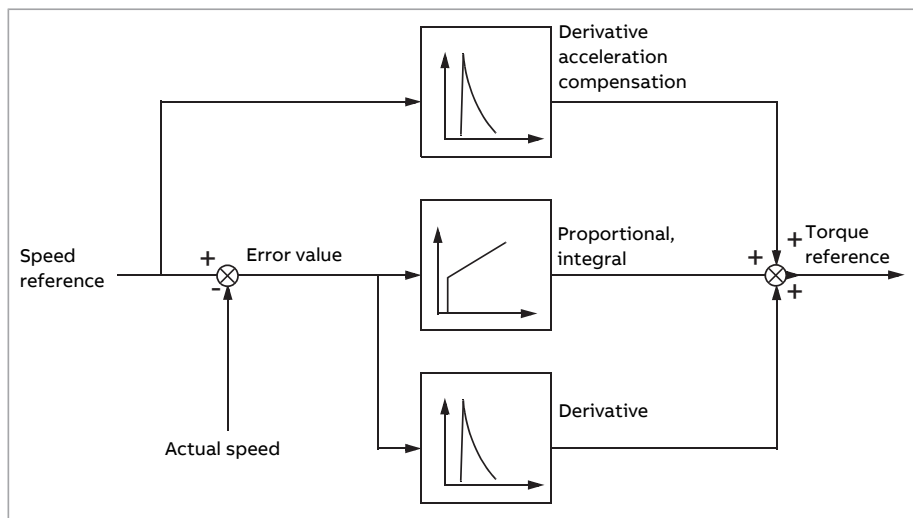 Derivative
acceleration
compensation
Speed
reference
+
-
Error value
Proportional,
integral
+
+
+
Torque
reference
Derivative
Actual speed